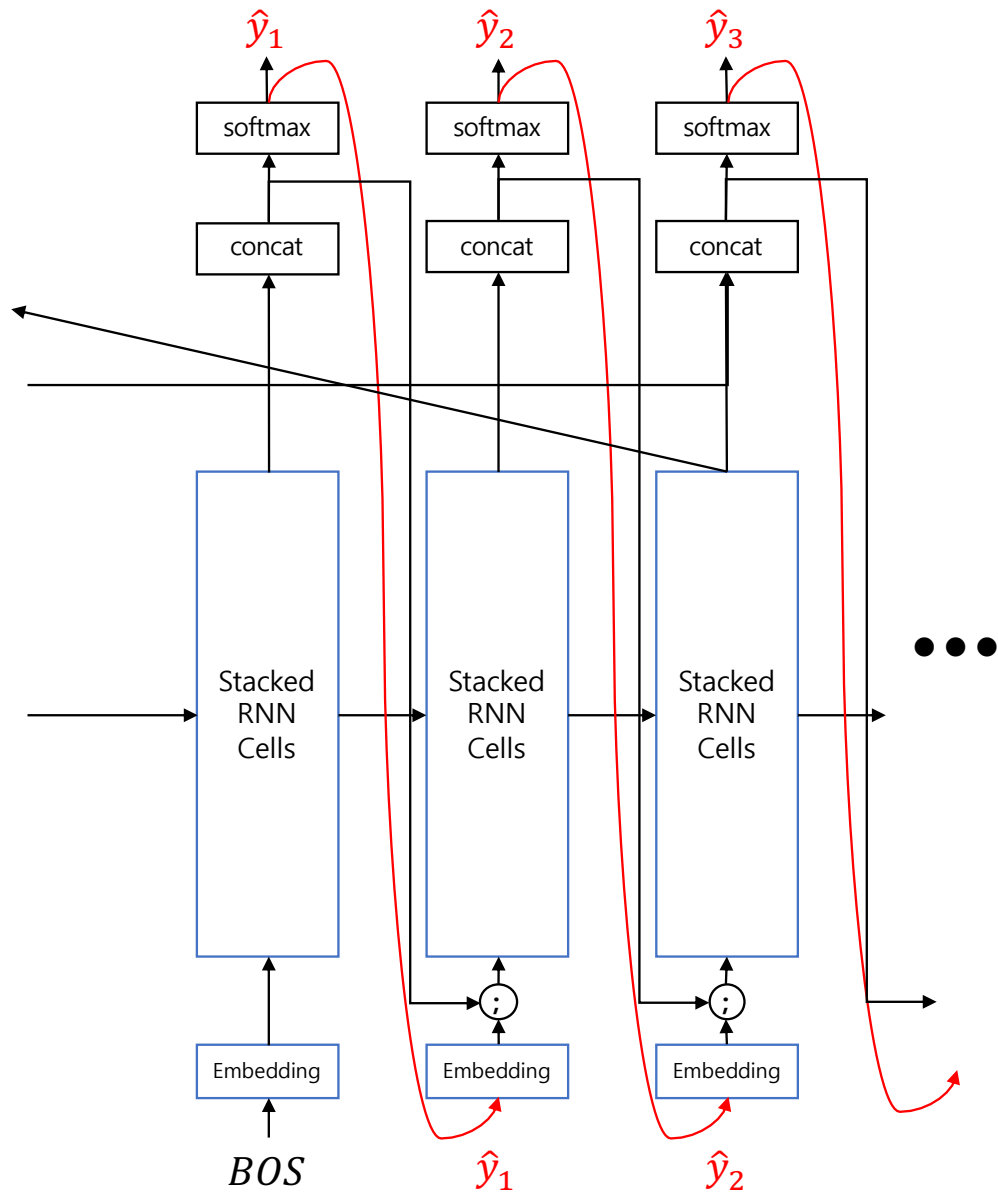 ŷ₁ ŷ₂ ŷ₃
softmax softmax softmax
concat concat concat
Stacked Stacked Stacked
RNN RNN RNN
Cells Cells Cells
; ;
Embedding Embedding Embedding
BOS ŷ₁ ŷ₂